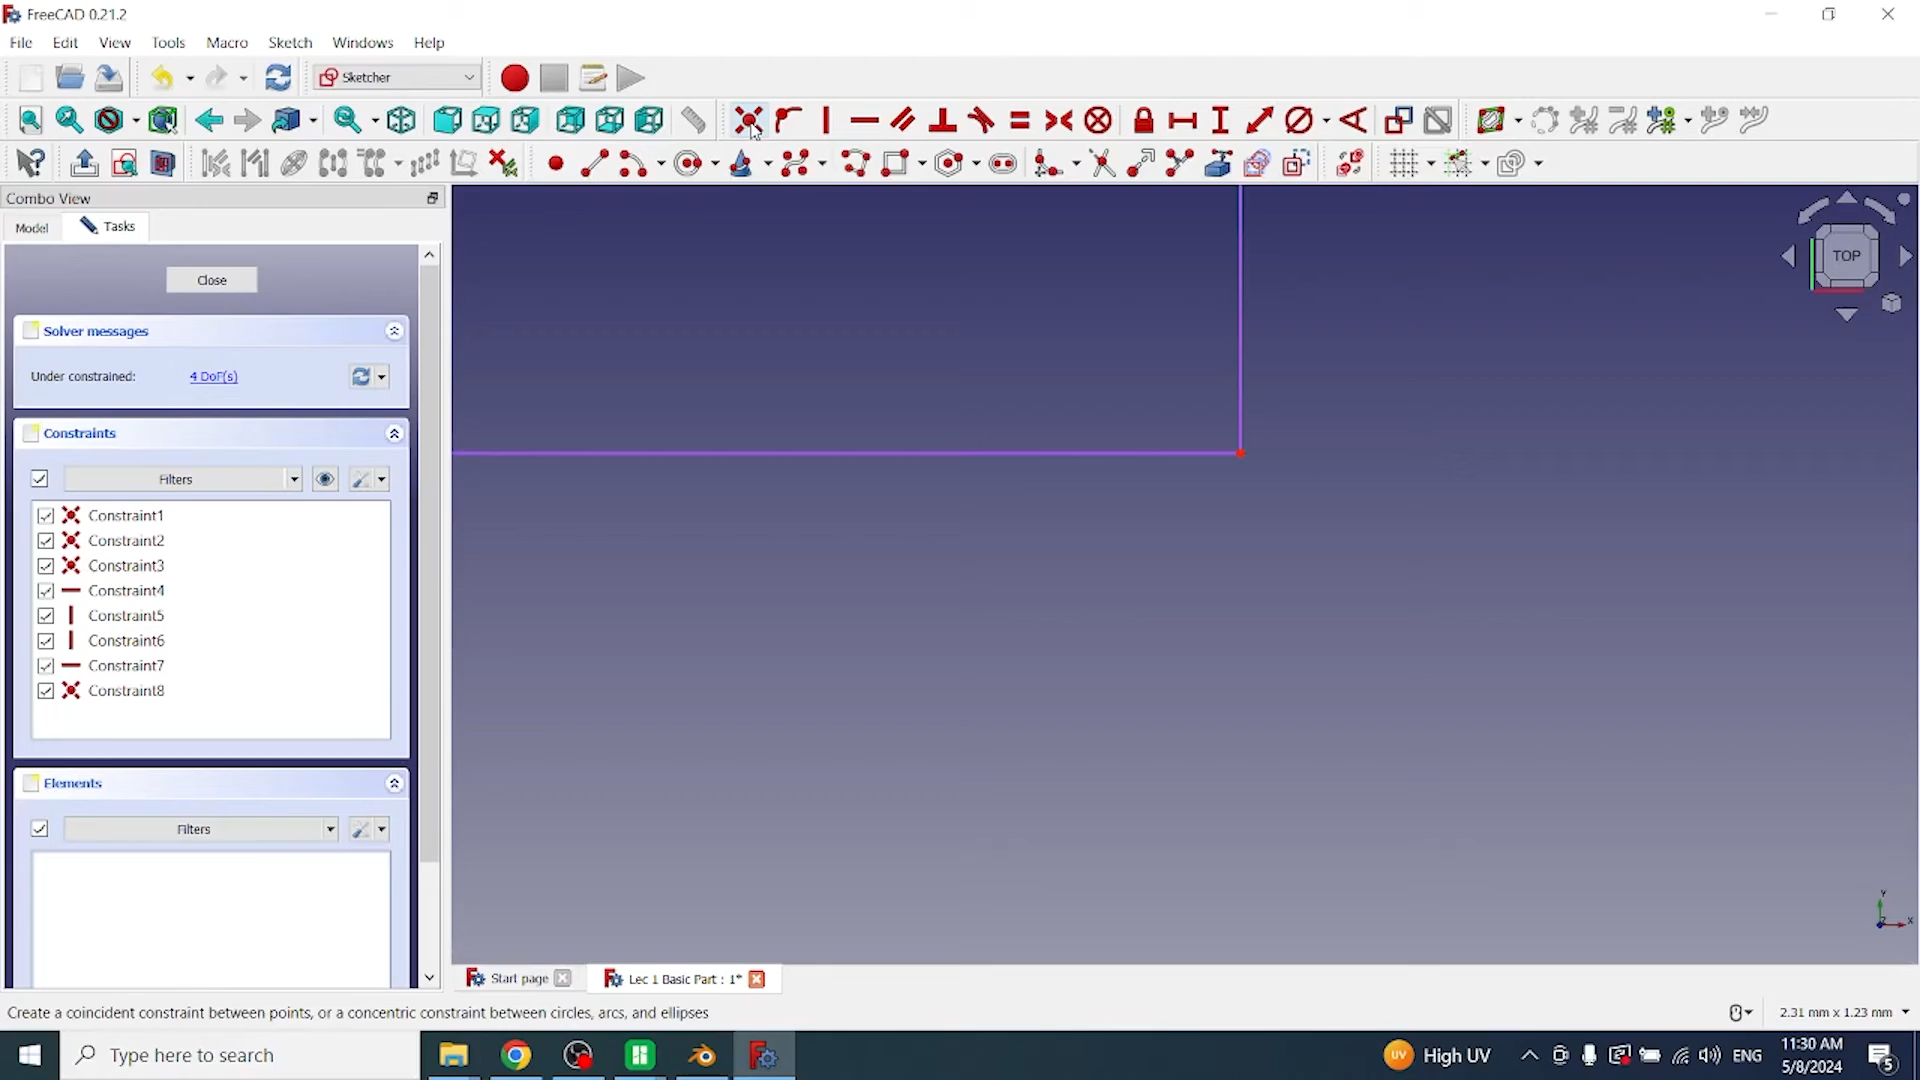 FreeCAD 0.21.2
File Edit View Tools Macro Sketch Windows Help
Sketcher
Combo View
Model Tasks
TOP
Close
Solver messages
Under constrained: 4 DoF(s)
Constraints
Filters
Constraint1
Constraint2
Constraint3
Constraint4
Constraint5
Constraint6
Constraint7
Constraint8
Elements
Filters
Y
Z X
Start page Lec 1 Basic Part : 1*
Create a coincident constraint between points, or a concentric constraint between circles, arcs, and ellipses 2.31 mm x 1.23 mm
Type here to search UV High UV ENG 11:30 AM
5/8/2024 5